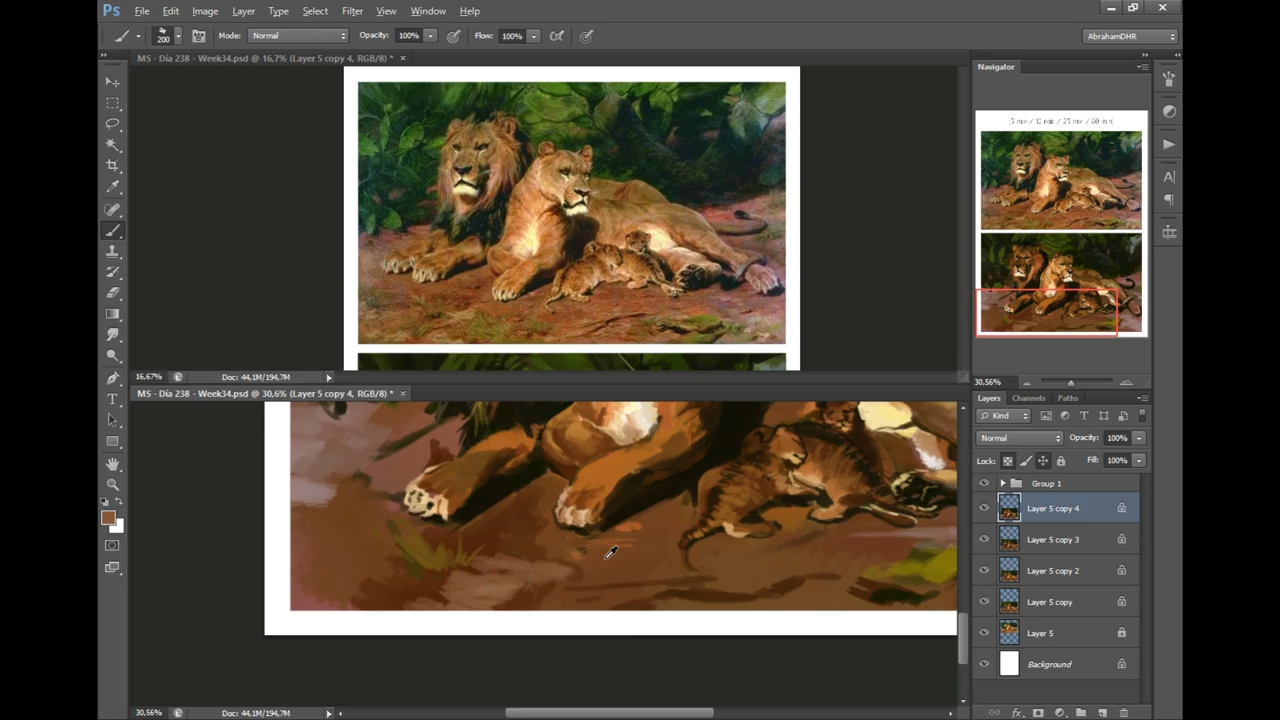 Ps File Edit Image Layer Type Select Filter View Window Help
200 Mode: Normal Opacity: 100% Flow: 100% AbrahamDHR
MS - Día 238 - Week34.psd @ 16,7% (Layer 5 copy 4, RGB/8) * ×
Navigator
16,67% Doc: 44,1M/194,7M
30,56%
MS - Día 238 - Week34.psd @ 30,6% (Layer 5 copy 4, RGB/8) * ×
Layers Channels Paths
Kind
Normal Opacity: 100%
Lock: Fill: 100%
Group 1
Layer 5 copy 4
Layer 5 copy 3
Layer 5 copy 2
Layer 5 copy
Layer 5
Background
30,56% Doc: 44,1M/194,7M
fx